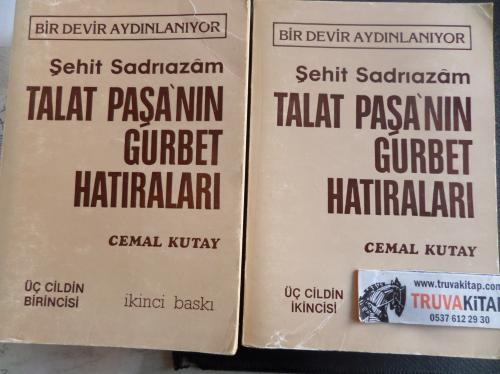 BİR DEVİR AYDINLANIYOR
Şehit Sadrıazâm
TALAT PAŞA'NIN
GURBET
HATIRALARI
CEMAL KUTAY
ÜÇ CİLDİN
BİRİNCİSİ
ikinci baskı
BİR DEVİR AYDINLANIYOR
Şehit Sadrıazâm
TALAT PAŞA'NIN
GURBET
HATIRALARI
CEMAL KUTAY
ÜÇ CİLDİN
İKİNCİSİ
www.truvakitap.com
TRUVAKİTAP
0537 612 29 30